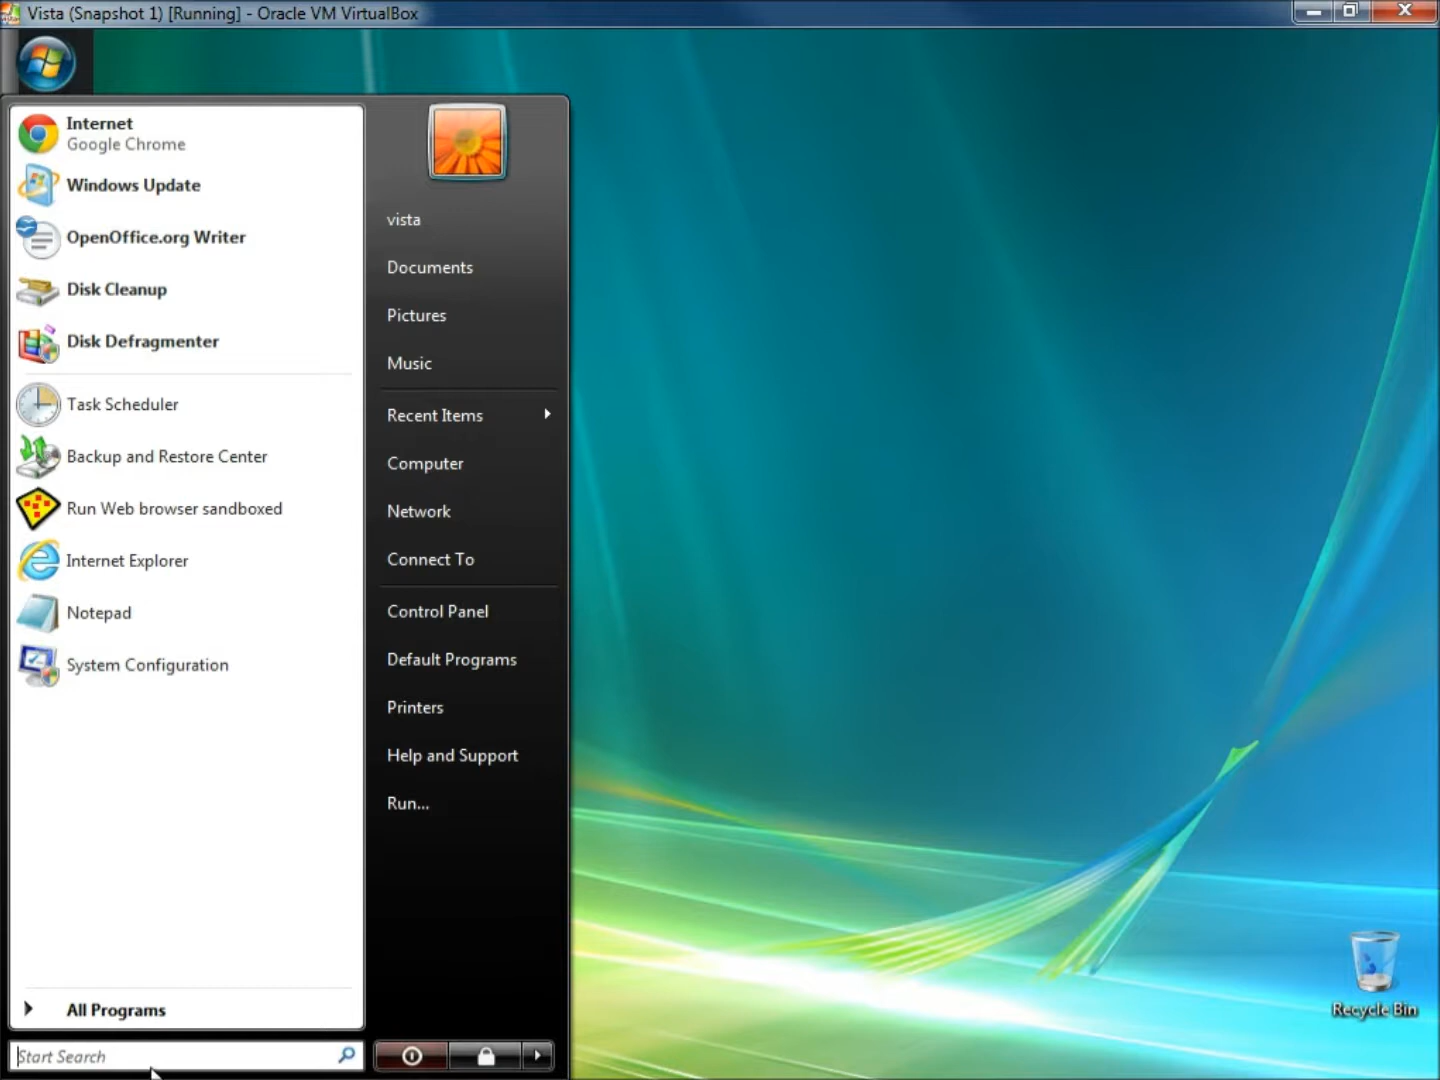 Vista (Snapshot 1) [Running] - Oracle VM VirtualBox
Internet
Google Chrome
Windows Update
OpenOffice.org Writer
Disk Cleanup
Disk Defragmenter
Task Scheduler
Backup and Restore Center
Run Web browser sandboxed
Internet Explorer
Notepad
System Configuration
All Programs
Start Search
vista
Documents
Pictures
Music
Recent Items
Computer
Network
Connect To
Control Panel
Default Programs
Printers
Help and Support
Run...
Recycle Bin